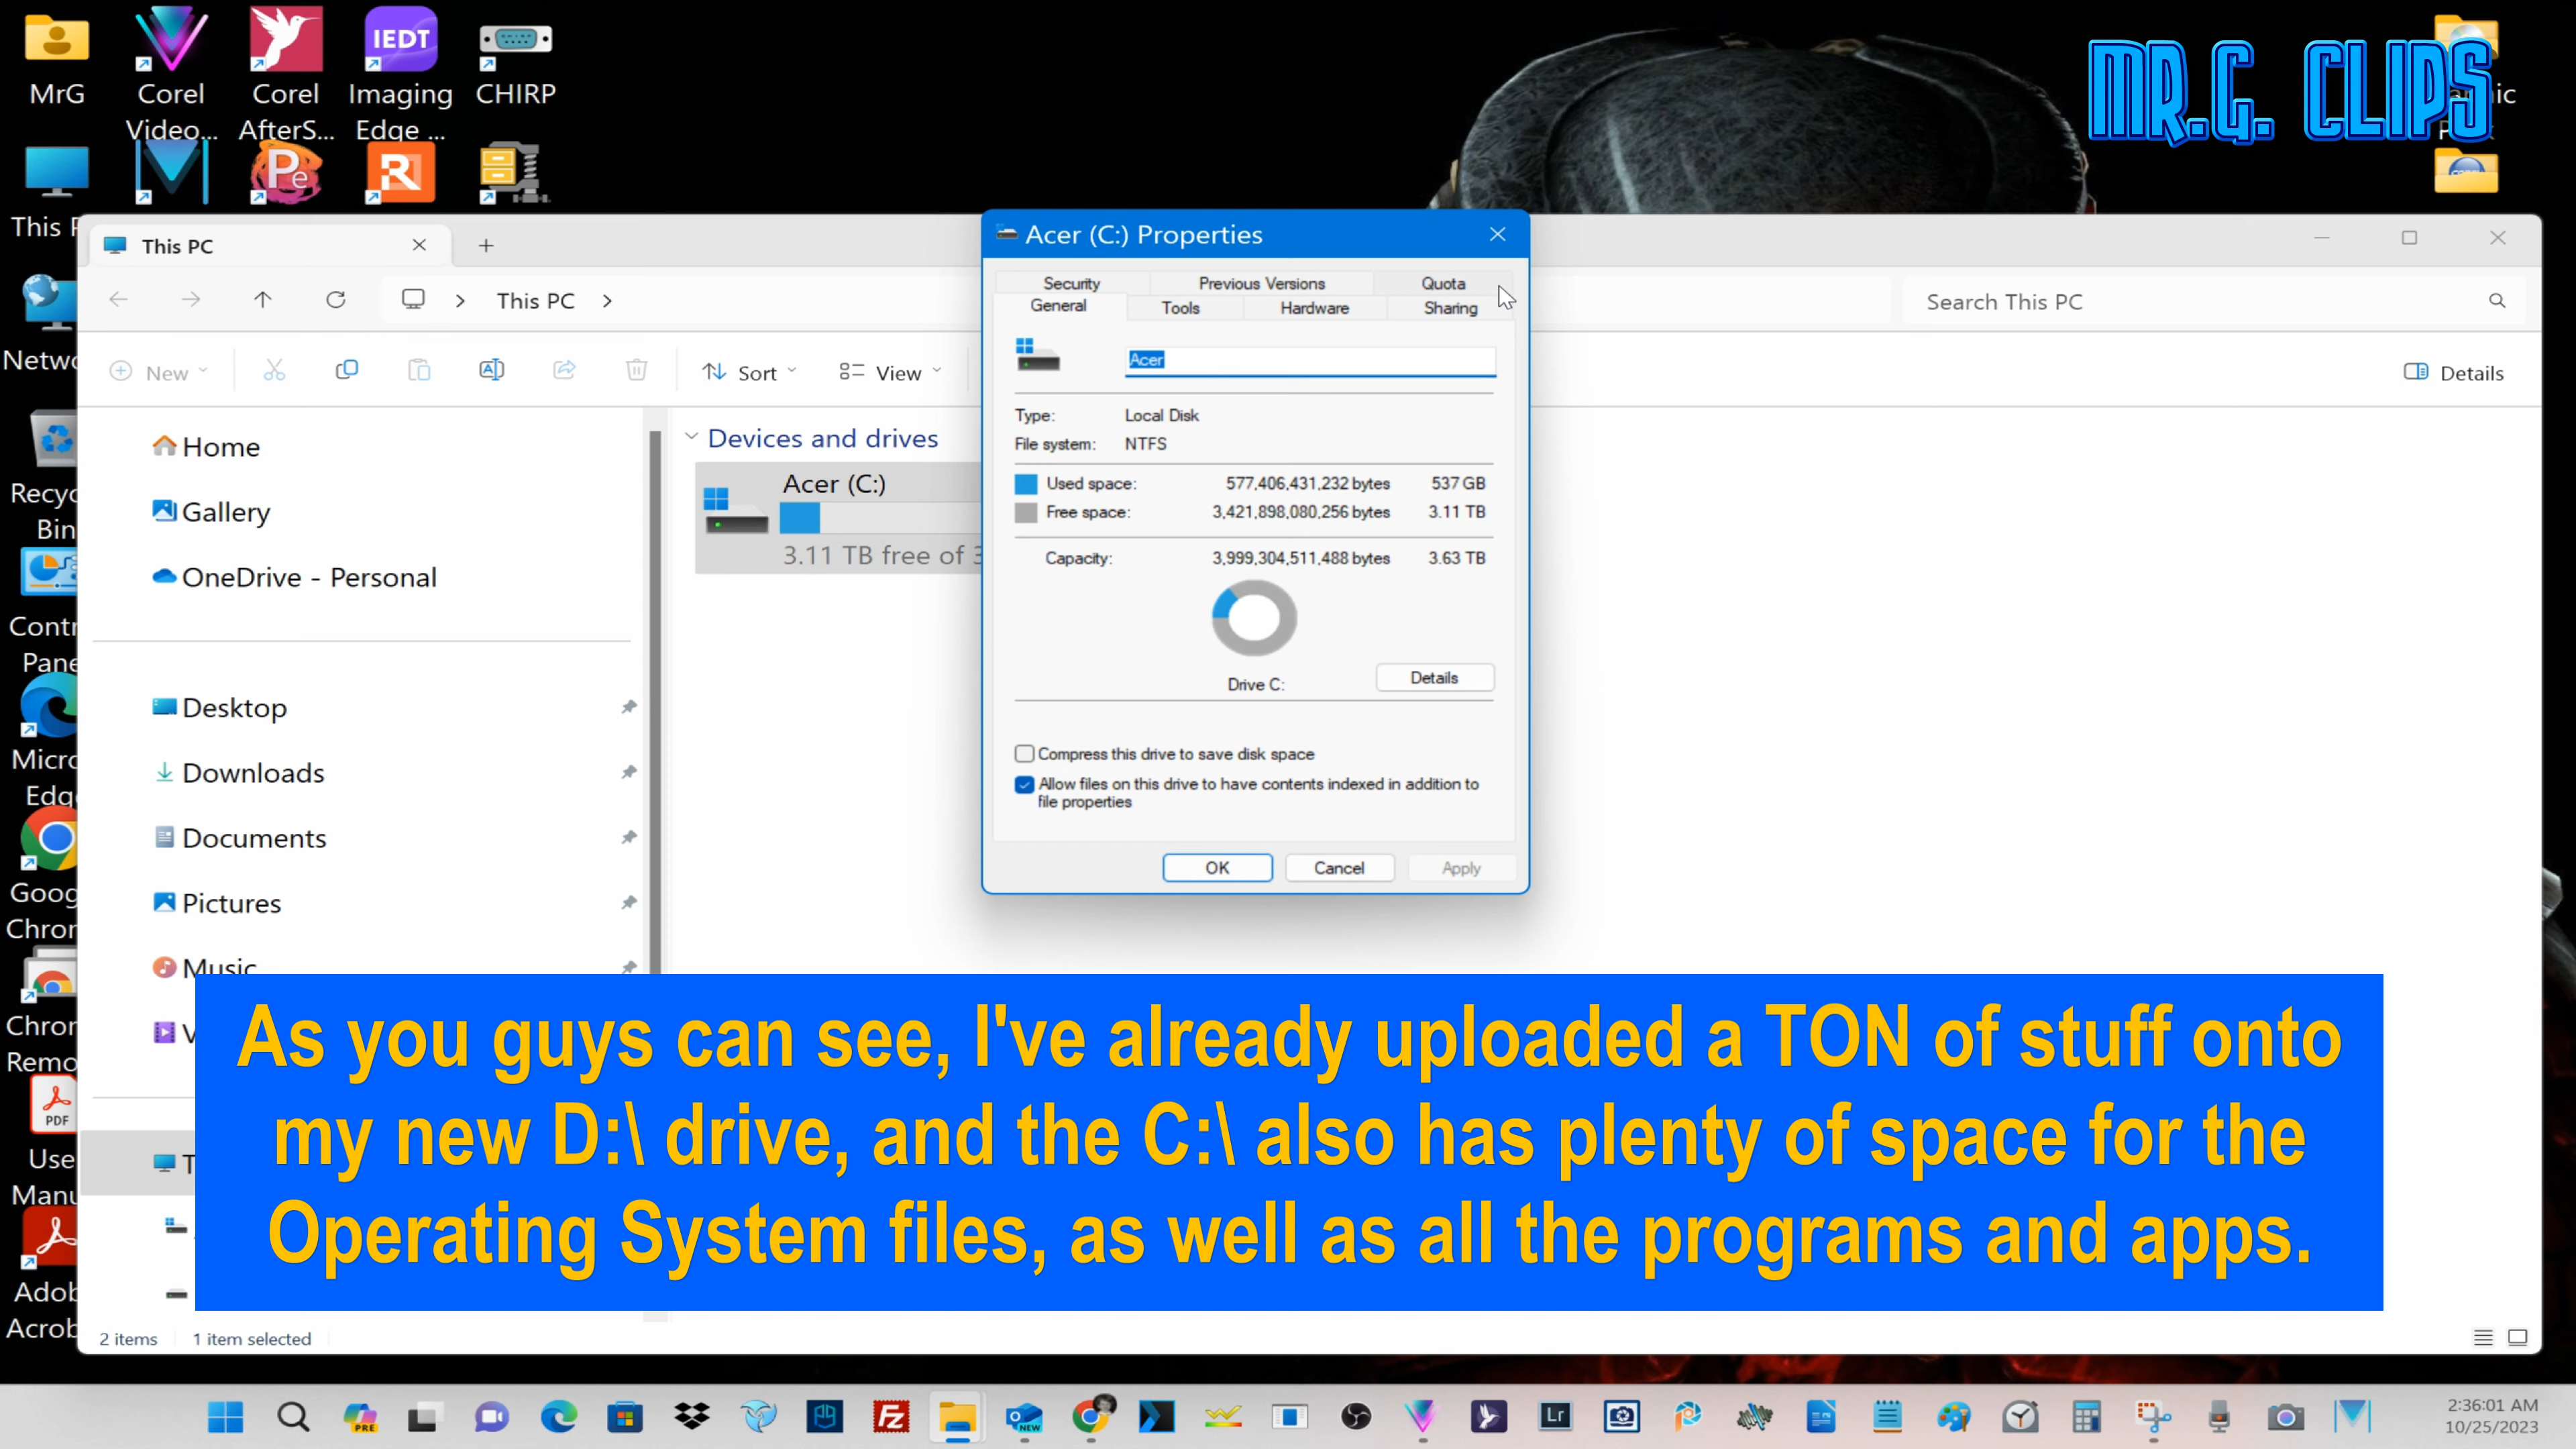 IEDT
MrG
Corel
Video...
Corel
AfterS...
Imaging
Edge ...
CHIRP
MR.G. CLIPS
ic
This P
This PC
This PC
Search This PC
New
Sort
View
Details
Home
Gallery
OneDrive - Personal
Desktop
Downloads
Documents
Pictures
Music
V
T
Devices and drives
Acer (C:)
3.11 TB free of 3
Acer (C:) Properties
Security
Previous Versions
Quota
General
Tools
Hardware
Sharing
Acer
Type: Local Disk
File system: NTFS
Used space: 577,406,431,232 bytes 537 GB
Free space: 3,421,898,080,256 bytes 3.11 TB
Capacity: 3,999,304,511,488 bytes 3.63 TB
Drive C:
Details
Compress this drive to save disk space
Allow files on this drive to have contents indexed in addition to
file properties
OK
Cancel
Apply
Netwo
Recyc
Bin
Contr
Pane
Micro
Edg
Goog
Chron
Chron
Remo
PDF
Use
Manu
Adob
Acrob
As you guys can see, I've already uploaded a TON of stuff onto
my new D:\ drive, and the C:\ also has plenty of space for the
Operating System files, as well as all the programs and apps.
2 items
1 item selected
PRE
NEW
Fz
Lr
2:36:01 AM
10/25/2023